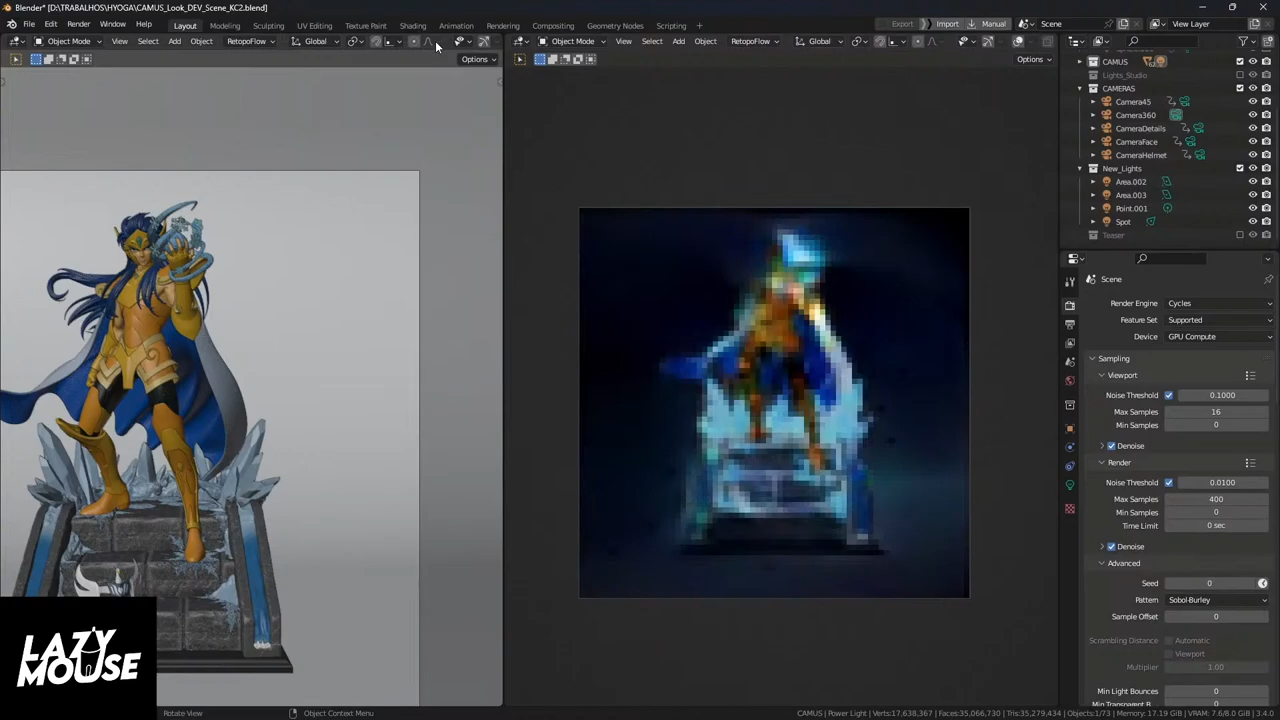 Blender* [D:\TRABALHOS\HYOGA\CAMUS_Look_DEV_Scene_KC2.blend]
File Edit Render Window Help Layout Modeling Sculpting UV Editing Texture Paint Shading Animation Rendering Compositing Geometry Nodes Scripting Export Import Manual Scene View Layer
Object Mode View Select Add Object RetopoFlow Global Object Mode View Select Add Object RetopoFlow Global
Options Options
CAMUS
Lights_Studio
CAMERAS
Camera45
Camera360
CameraDetails
CameraFace
CameraHelmet
New_Lights
Area.002
Area.003
Point.001
Spot
Teaser
Scene
Render Engine Cycles
Feature Set Supported
Device GPU Compute
Sampling
Viewport
Noise Threshold 0.1000
Max Samples 16
Min Samples 0
Denoise
Render
Noise Threshold 0.0100
Max Samples 400
Min Samples 0
Time Limit 0 sec
Denoise
Advanced
Seed 0
Pattern Sobol-Burley
Sample Offset 0
Scrambling Distance Automatic
Viewport
Multiplier 1.00
Min Light Bounces 0
LAZY
MOUSE
Rotate View Object Context Menu CAMUS | Power Light | Verts:17,638,367 | Faces:35,066,730 | Tris:35,279,434 | Objects:1/73 | Memory: 17.19 GiB | VRAM: 7.6/8.0 GiB | 3.4.0